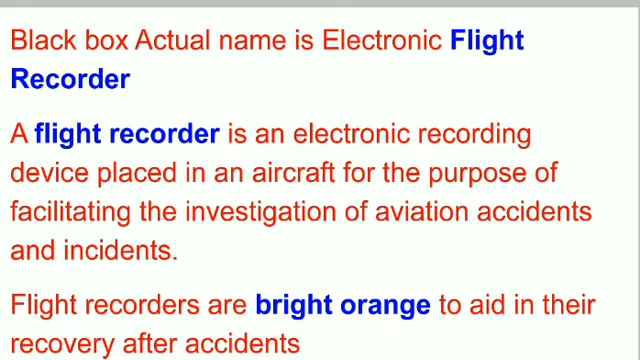 Black box Actual name is Electronic Flight
Recorder
A flight recorder is an electronic recording
device placed in an aircraft for the purpose of
facilitating the investigation of aviation accidents
and incidents.
Flight recorders are bright orange to aid in their
recovery after accidents